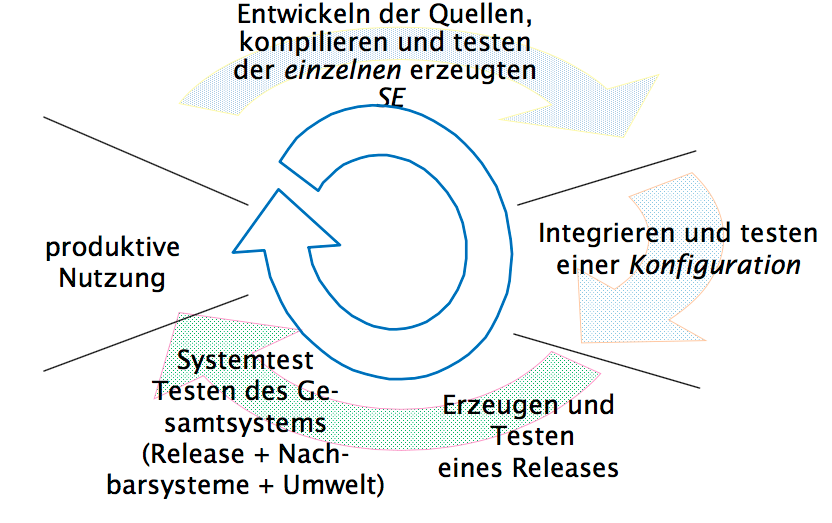 Entwickeln der Quellen,
kompilieren und testen
der einzelnen erzeugten
SE
Integrieren und testen
einer Konfiguration
produktive
Nutzung
Systemtest
Testen des Ge-
samtsystems
(Release + Nach-
barsysteme + Umwelt)
Erzeugen und
Testen
eines Releases